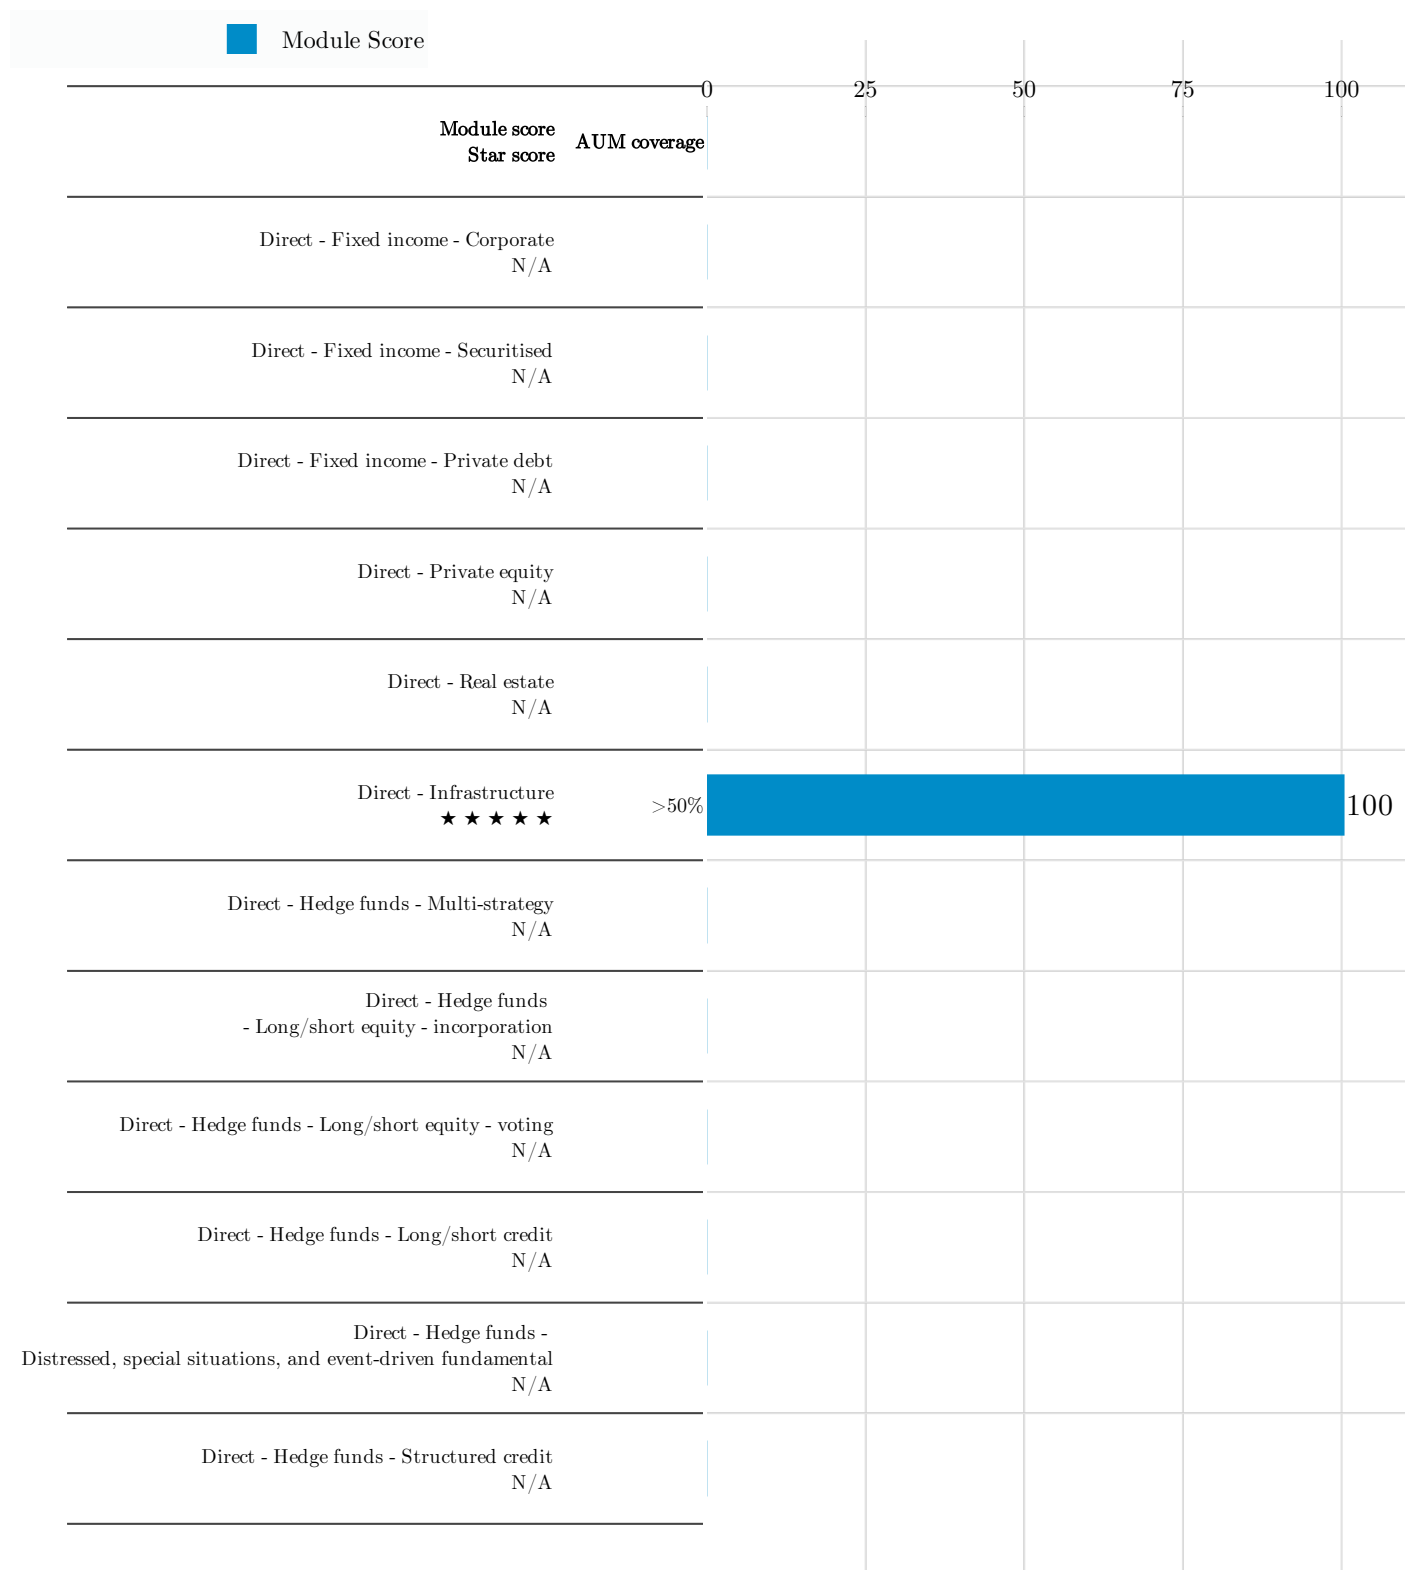 Module Score
0 25 50 75 100
Module score
Star score
AUM coverage
Direct - Fixed income - Corporate
N/A
Direct - Fixed income - Securitised
N/A
Direct - Fixed income - Private debt
N/A
Direct - Private equity
N/A
Direct - Real estate
N/A
Direct - Infrastructure
★ ★ ★ ★ ★
>50%
100
Direct - Hedge funds - Multi-strategy
N/A
Direct - Hedge funds
- Long/short equity - incorporation
N/A
Direct - Hedge funds - Long/short equity - voting
N/A
Direct - Hedge funds - Long/short credit
N/A
Direct - Hedge funds -
Distressed, special situations, and event-driven fundamental
N/A
Direct - Hedge funds - Structured credit
N/A